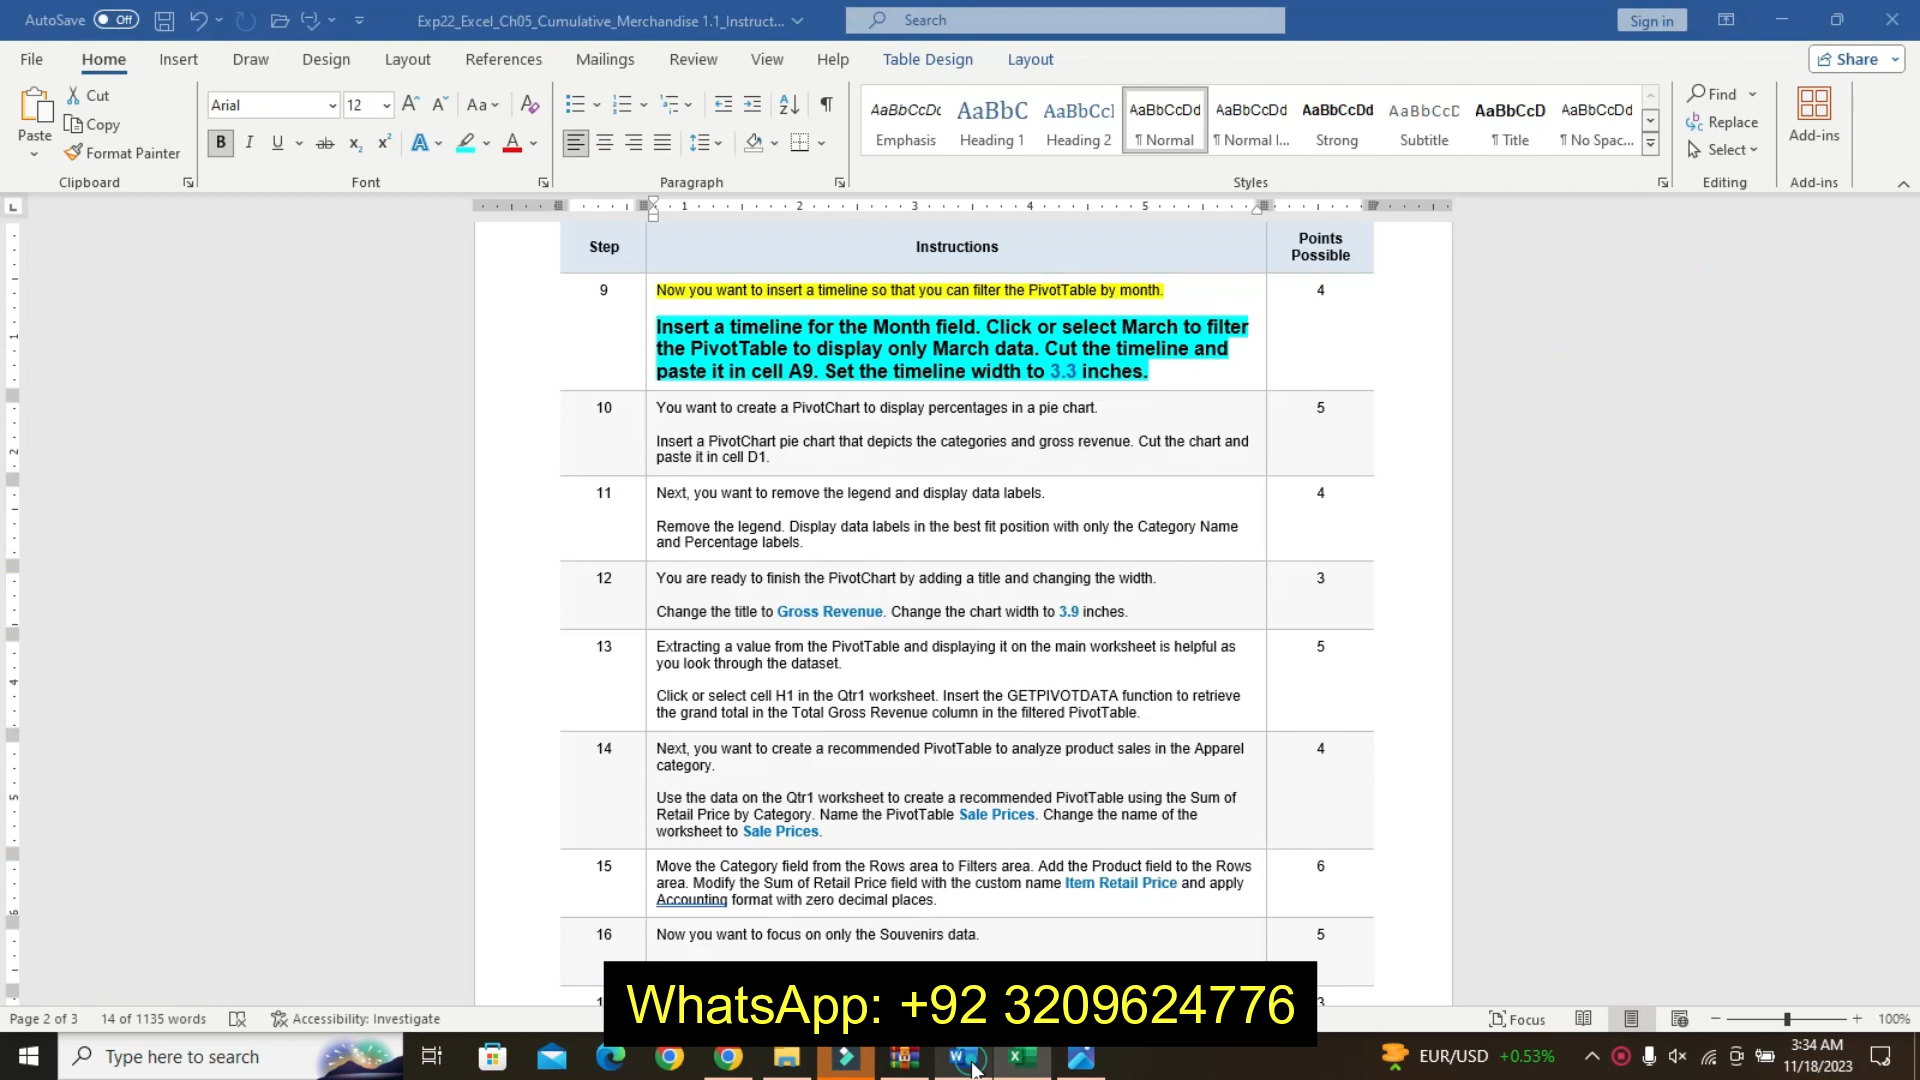 AutoSave Off Exp22_Excel_Ch05_Cumulative_Merchandise 1.1_Instruct... Search Sign in
File Home Insert Draw Design Layout References Mailings Review View Help Table Design Layout Share
Paste Cut Copy Format Painter
Arial 12 Aa
B I U ab x₂ x² A A
AaBbCcDc Emphasis
AaBbC Heading 1
AaBbCcI Heading 2
AaBbCcDd ¶ Normal
AaBbCcDd ¶ Normal I...
AaBbCcDd Strong
AaBbCcC Subtitle
AaBbCcD ¶ Title
AaBbCcDd ¶ No Spac...
Find
Replace
Select
Add-ins
Clipboard Font Paragraph Styles Editing Add-ins
1 2 3 4 5
Step Instructions Points Possible
9 Now you want to insert a timeline so that you can filter the PivotTable by month. 4
Insert a timeline for the Month field. Click or select March to filter
the PivotTable to display only March data. Cut the timeline and
paste it in cell A9. Set the timeline width to 3.3 inches.
10 You want to create a PivotChart to display percentages in a pie chart. 5
Insert a PivotChart pie chart that depicts the categories and gross revenue. Cut the chart and
paste it in cell D1.
11 Next, you want to remove the legend and display data labels. 4
Remove the legend. Display data labels in the best fit position with only the Category Name
and Percentage labels.
12 You are ready to finish the PivotChart by adding a title and changing the width. 3
Change the title to Gross Revenue. Change the chart width to 3.9 inches.
13 Extracting a value from the PivotTable and displaying it on the main worksheet is helpful as 5
you look through the dataset.
Click or select cell H1 in the Qtr1 worksheet. Insert the GETPIVOTDATA function to retrieve
the grand total in the Total Gross Revenue column in the filtered PivotTable.
14 Next, you want to create a recommended PivotTable to analyze product sales in the Apparel 4
category.
Use the data on the Qtr1 worksheet to create a recommended PivotTable using the Sum of
Retail Price by Category. Name the PivotTable Sale Prices. Change the name of the
worksheet to Sale Prices.
15 Move the Category field from the Rows area to Filters area. Add the Product field to the Rows 6
area. Modify the Sum of Retail Price field with the custom name Item Retail Price and apply
Accounting format with zero decimal places.
16 Now you want to focus on only the Souvenirs data. 5
WhatsApp: +92 3209624776
Page 2 of 3 14 of 1135 words Accessibility: Investigate Focus 100%
Type here to search EUR/USD +0.53% 3:34 AM
11/18/2023